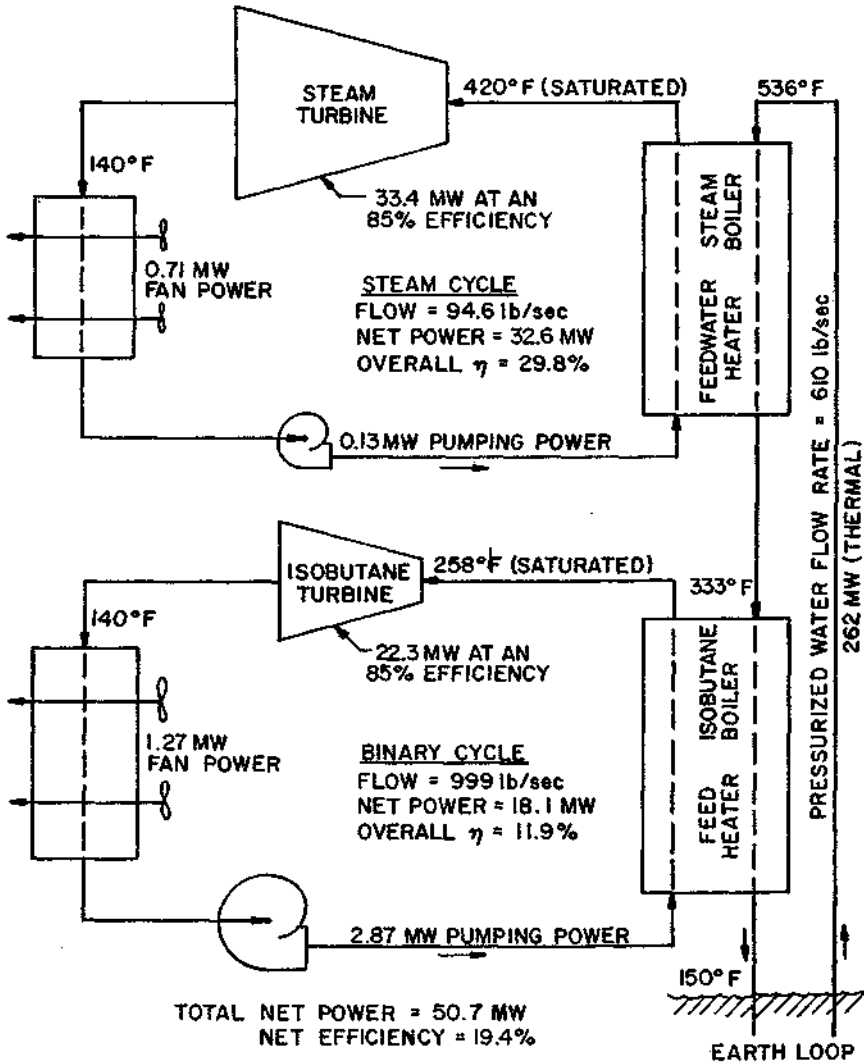 STEAM
TURBINE
420°F (SATURATED)
536°F
140°F
33.4 MW AT AN
85% EFFICIENCY
0.71 MW
FAN POWER
STEAM CYCLE
FLOW = 94.6 lb/sec
NET POWER = 32.6 MW
OVERALL η = 29.8%
FEEDWATER HEATER
STEAM BOILER
0.13 MW PUMPING POWER
PRESSURIZED WATER FLOW RATE = 610 lb/sec
262 MW (THERMAL)
ISOBUTANE
TURBINE
258°F (SATURATED)
333°F
140°F
22.3 MW AT AN
85% EFFICIENCY
1.27 MW
FAN POWER
BINARY CYCLE
FLOW = 999 lb/sec
NET POWER = 18.1 MW
OVERALL η = 11.9%
FEED HEATER
ISOBUTANE BOILER
2.87 MW PUMPING POWER
150°F
TOTAL NET POWER = 50.7 MW
NET EFFICIENCY = 19.4%
EARTH LOOP